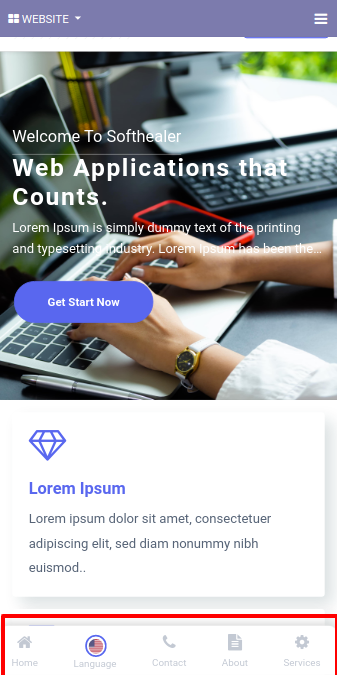 WEBSITE
Welcome To Softhealer
Web Applications that
Counts.
Lorem Ipsum is simply dummy text of the printing
and typesetting industry. Lorem Ipsum has been the...
Get Start Now
Lorem Ipsum
Lorem ipsum dolor sit amet, consectetuer
adipiscing elit, sed diam nonummy nibh
euismod..
Home Language Contact About Services